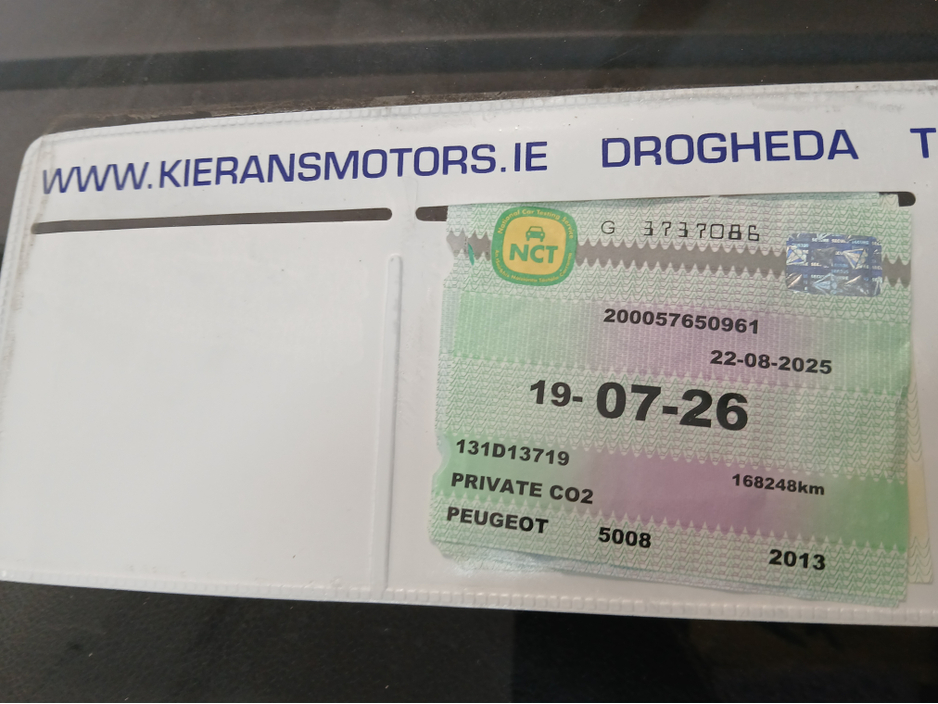 WWW.KIERANSMOTORS.IE DROGHEDA T
NCT
G 3737086
200057650961
22-08-2025
19-07-26
131D13719
168248km
PRIVATE CO2
PEUGEOT 5008 2013